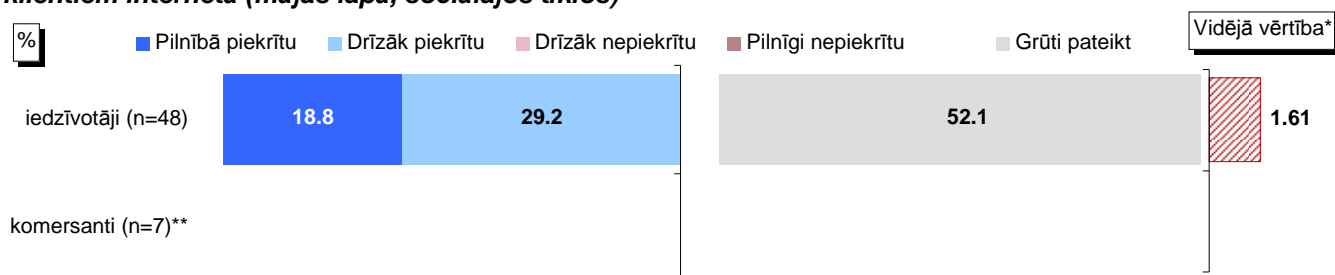 klientiem internetā (mājas lapa, sociālajos tīklos)
%
Pilnībā piekrītu
Drīzāk piekrītu
Drīzāk nepiekrītu
Pilnīgi nepiekrītu
Grūti pateikt
Vidējā vērtība*
iedzīvotāji (n=48)
18.8
29.2
52.1
1.61
komersanti (n=7)**